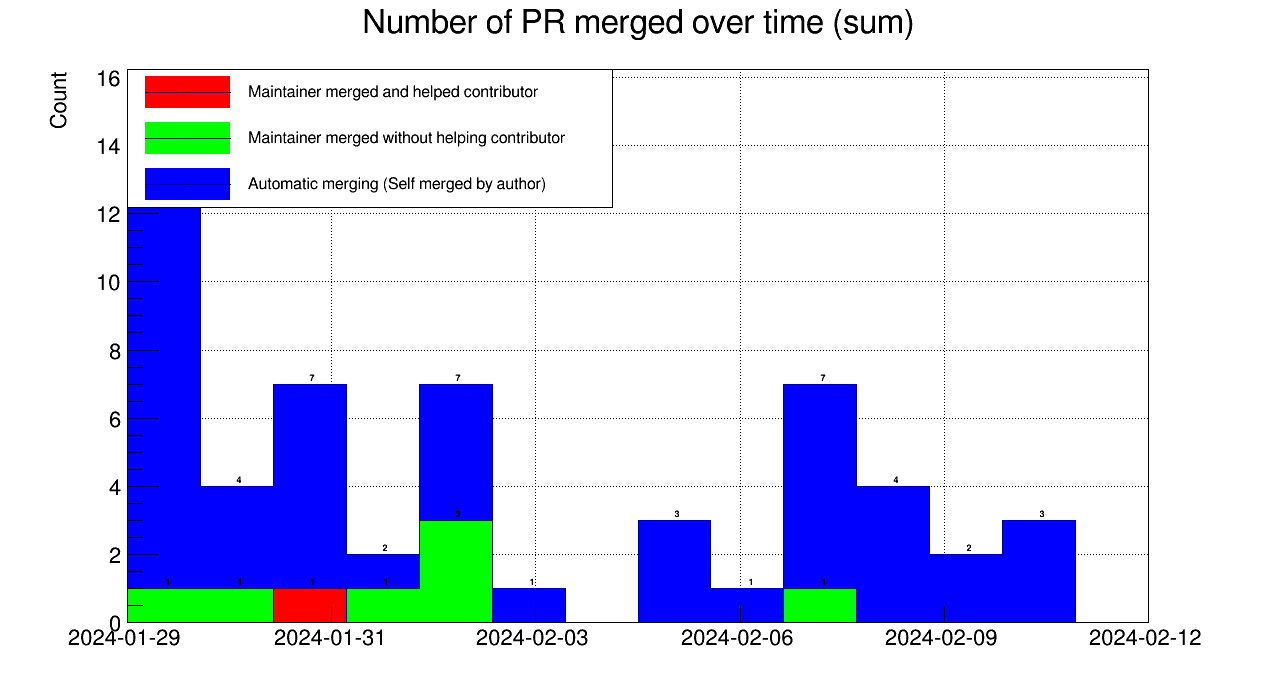 Number of PR merged over time (sum)
Count
16
14
12
10
8
6
4
2
0
Maintainer merged and helped contributor
Maintainer merged without helping contributor
Automatic merging (Self merged by author)
7 7 7
4 4
3 3 3
2 2
1 1 1 1 1 1 1
2024-01-29 2024-01-31 2024-02-03 2024-02-06 2024-02-09 2024-02-12